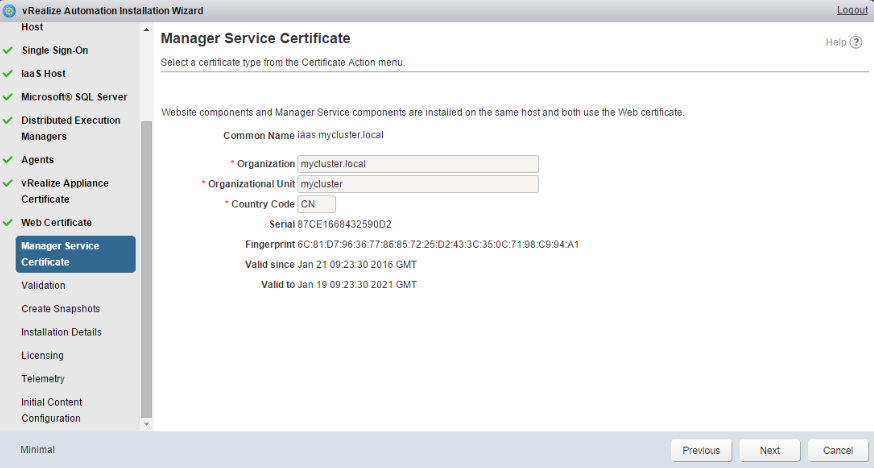 vRealize Automation Installation Wizard
Logout
Host
Single Sign-On
IaaS Host
Microsoft® SQL Server
Distributed Execution
Managers
Agents
vRealize Appliance
Certificate
Web Certificate
Manager Service
Certificate
Validation
Create Snapshots
Installation Details
Licensing
Telemetry
Initial Content
Configuration
Manager Service Certificate
Help ?
Select a certificate type from the Certificate Action menu.
Website components and Manager Service components are installed on the same host and both use the Web certificate.
Common Name iaas.mycluster.local
* Organization mycluster.local
* Organizational Unit mycluster
* Country Code CN
Serial 87CE1668432590D2
Fingerprint 6C:81:D7:96:36:77:86:85:72:25:D2:43:3C:35:0C:71:98:C9:94:A1
Valid since Jan 21 09:23:30 2016 GMT
Valid to Jan 19 09:23:30 2021 GMT
Minimal
Previous
Next
Cancel